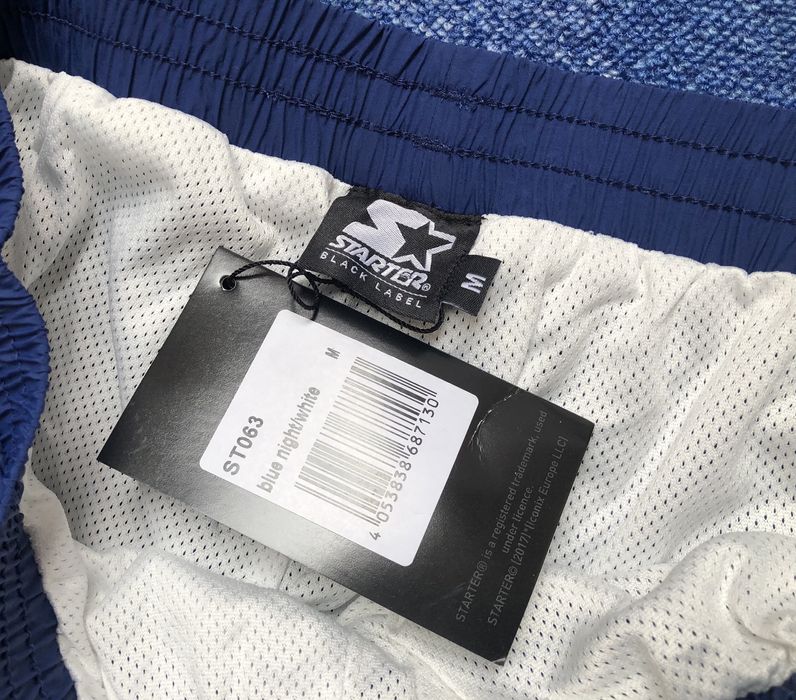 STARTER®
BLACK LABEL
M
ST063
blue night/white
M
4 053838 687130
STARTER® is a registered trademark, used
under licence.
STARTER© [2017]*[Iconix Europe LLC]